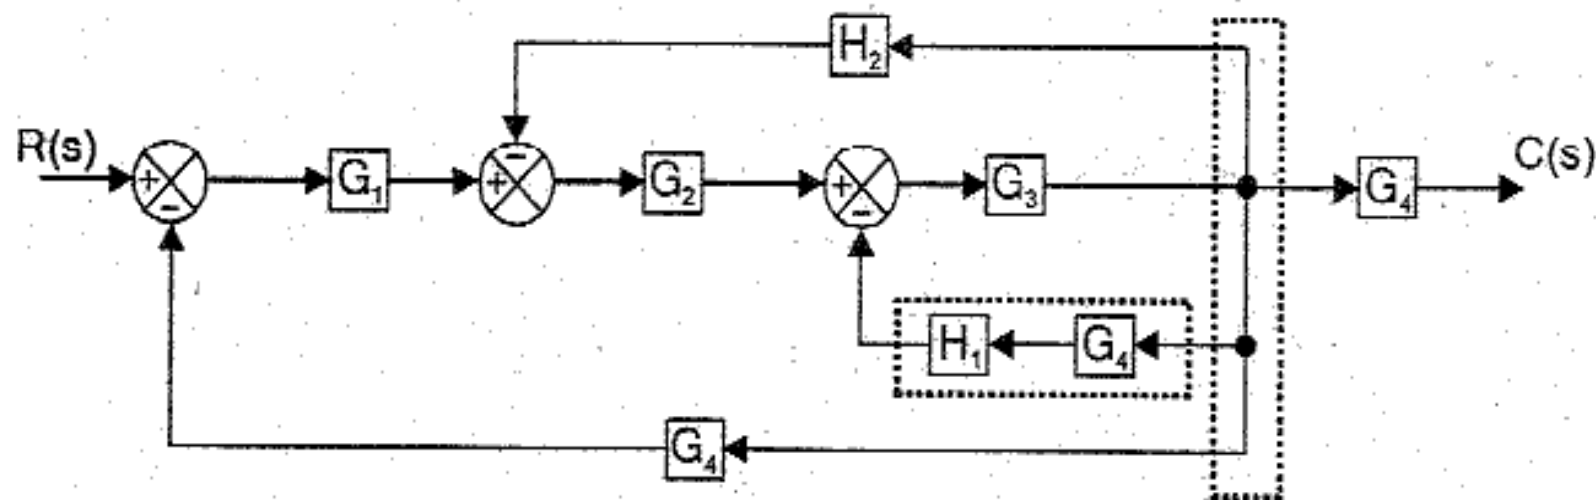 H₂
R(s) + − G₁ + − G₂ + − G₃ G₄ C(s)
H₁ G₄
G₄